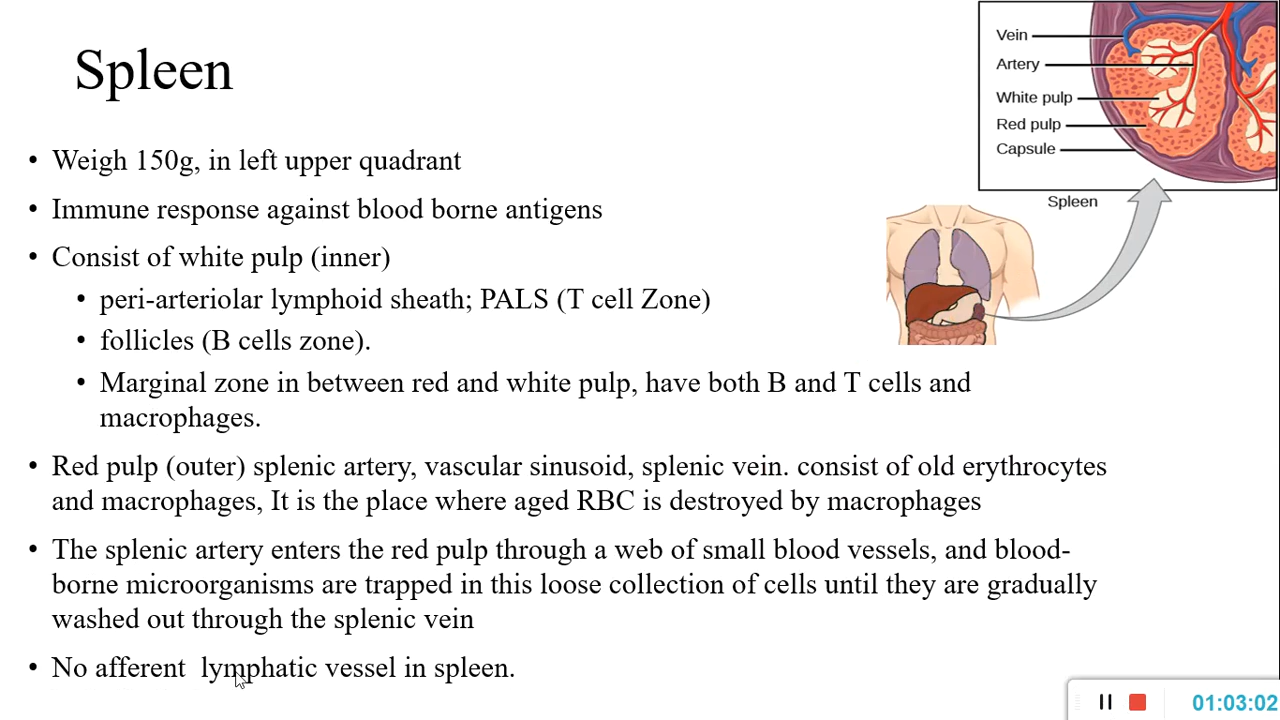 Spleen
• Weigh 150g, in left upper quadrant
• Immune response against blood borne antigens
• Consist of white pulp (inner)
• peri-arteriolar lymphoid sheath; PALS (T cell Zone)
• follicles (B cells zone).
• Marginal zone in between red and white pulp, have both B and T cells and
macrophages.
• Red pulp (outer) splenic artery, vascular sinusoid, splenic vein. consist of old erythrocytes
and macrophages, It is the place where aged RBC is destroyed by macrophages
• The splenic artery enters the red pulp through a web of small blood vessels, and blood-
borne microorganisms are trapped in this loose collection of cells until they are gradually
washed out through the splenic vein
• No afferent  lymphatic vessel in spleen.
Vein
Artery
White pulp
Red pulp
Capsule
Spleen
01:03:02